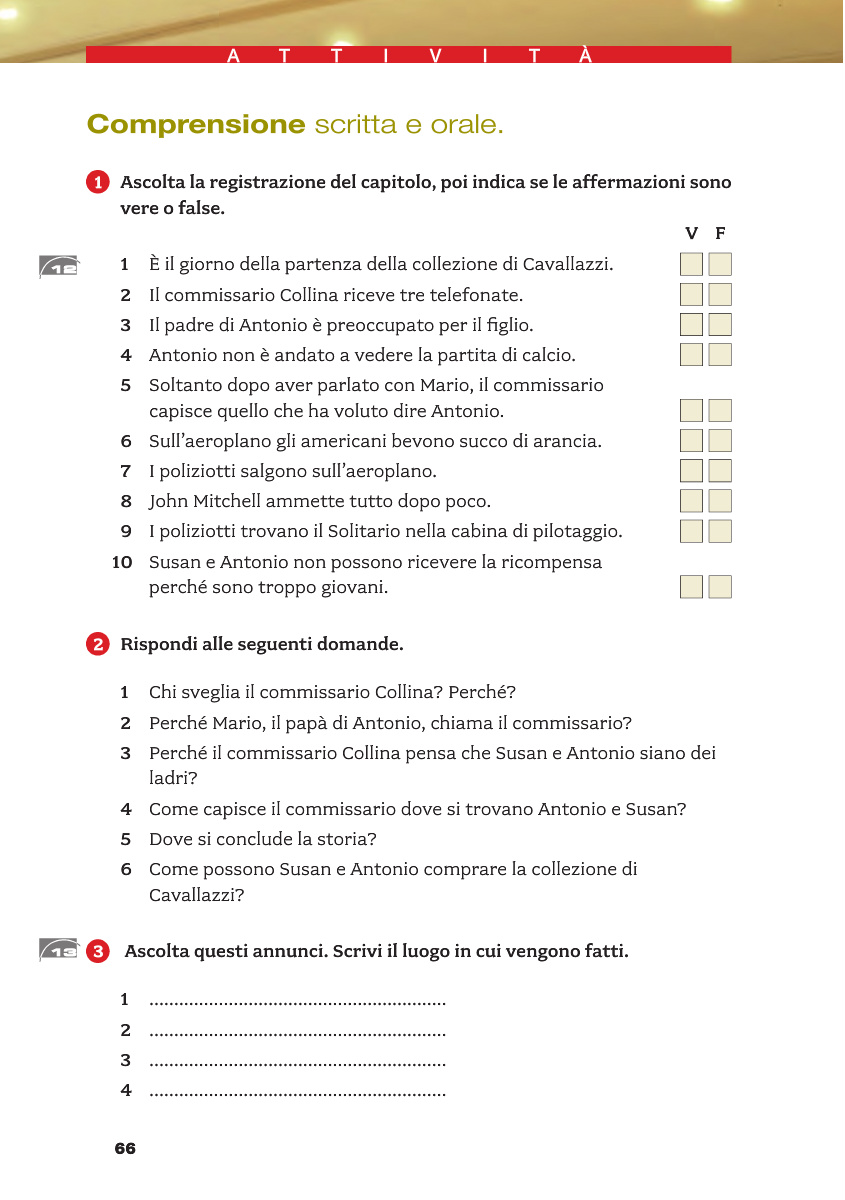 ATTIVITÀ
Comprensione scritta e orale.
1 Ascolta la registrazione del capitolo, poi indica se le affermazioni sono
vere o false.
V F
12 1 È il giorno della partenza della collezione di Cavallazzi.
2 Il commissario Collina riceve tre telefonate.
3 Il padre di Antonio è preoccupato per il figlio.
4 Antonio non è andato a vedere la partita di calcio.
5 Soltanto dopo aver parlato con Mario, il commissario
capisce quello che ha voluto dire Antonio.
6 Sull'aeroplano gli americani bevono succo di arancia.
7 I poliziotti salgono sull'aeroplano.
8 John Mitchell ammette tutto dopo poco.
9 I poliziotti trovano il Solitario nella cabina di pilotaggio.
10 Susan e Antonio non possono ricevere la ricompensa
perché sono troppo giovani.
2 Rispondi alle seguenti domande.
1 Chi sveglia il commissario Collina? Perché?
2 Perché Mario, il papà di Antonio, chiama il commissario?
3 Perché il commissario Collina pensa che Susan e Antonio siano dei
ladri?
4 Come capisce il commissario dove si trovano Antonio e Susan?
5 Dove si conclude la storia?
6 Come possono Susan e Antonio comprare la collezione di
Cavallazzi?
13 3 Ascolta questi annunci. Scrivi il luogo in cui vengono fatti.
1 ............................................................
2 ............................................................
3 ............................................................
4 ............................................................
66